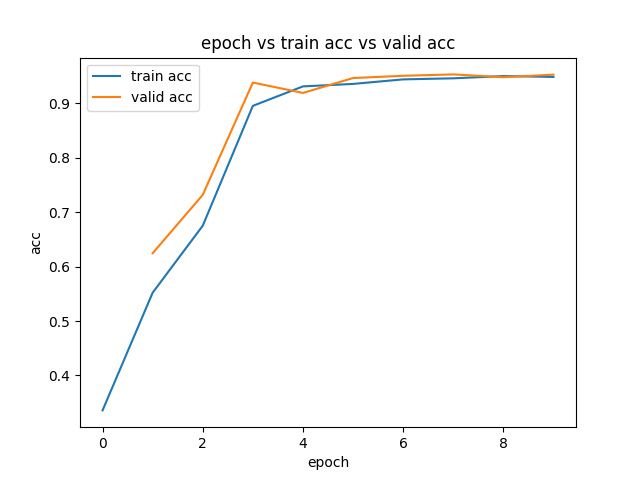 epoch vs train acc vs valid acc
train acc
valid acc
0.9
0.8
0.7
0.6
0.5
0.4
acc
0 2 4 6 8
epoch